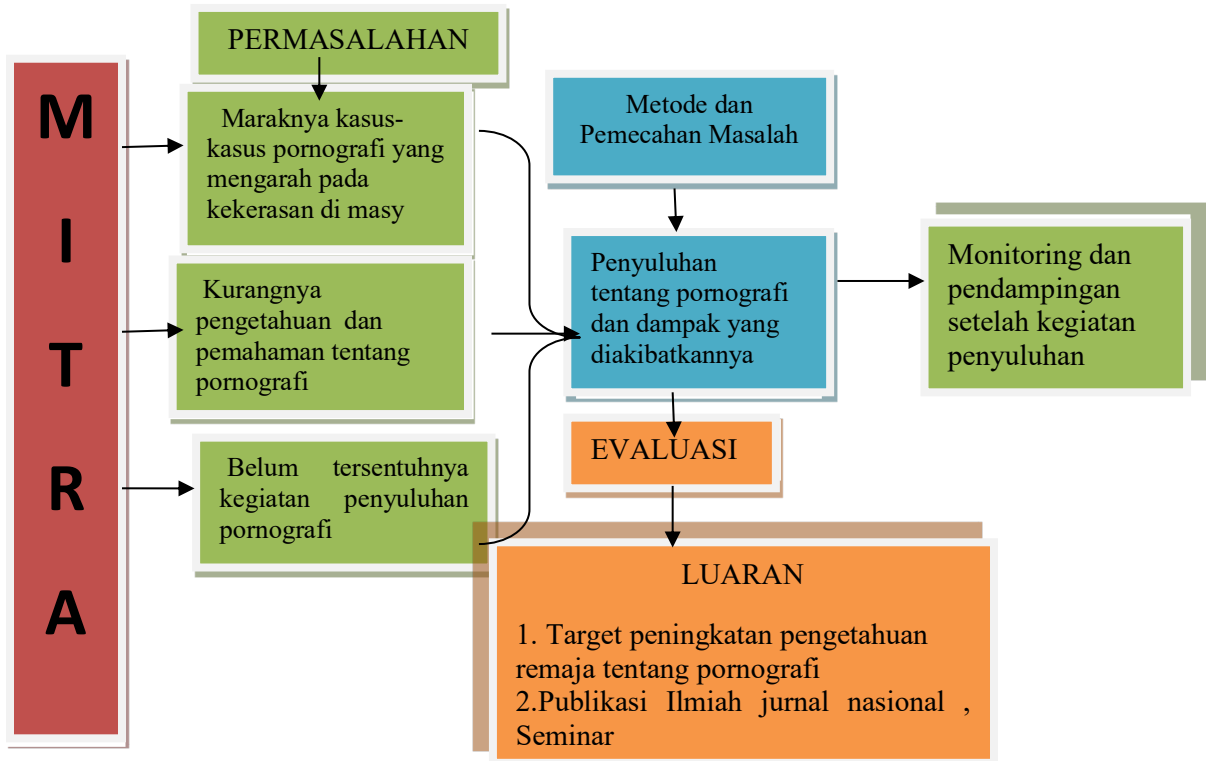 M
I
T
R
A
PERMASALAHAN
Maraknya kasus-
kasus pornografi yang
mengarah pada
kekerasan di masy
Kurangnya
pengetahuan dan
pemahaman tentang
pornografi
Belum tersentuhnya
kegiatan penyuluhan
pornografi
Metode dan
Pemecahan Masalah
Penyuluhan
tentang pornografi
dan dampak yang
diakibatkannya
Monitoring dan
pendampingan
setelah kegiatan
penyuluhan
EVALUASI
LUARAN
1. Target peningkatan pengetahuan
remaja tentang pornografi
2.Publikasi Ilmiah jurnal nasional ,
Seminar